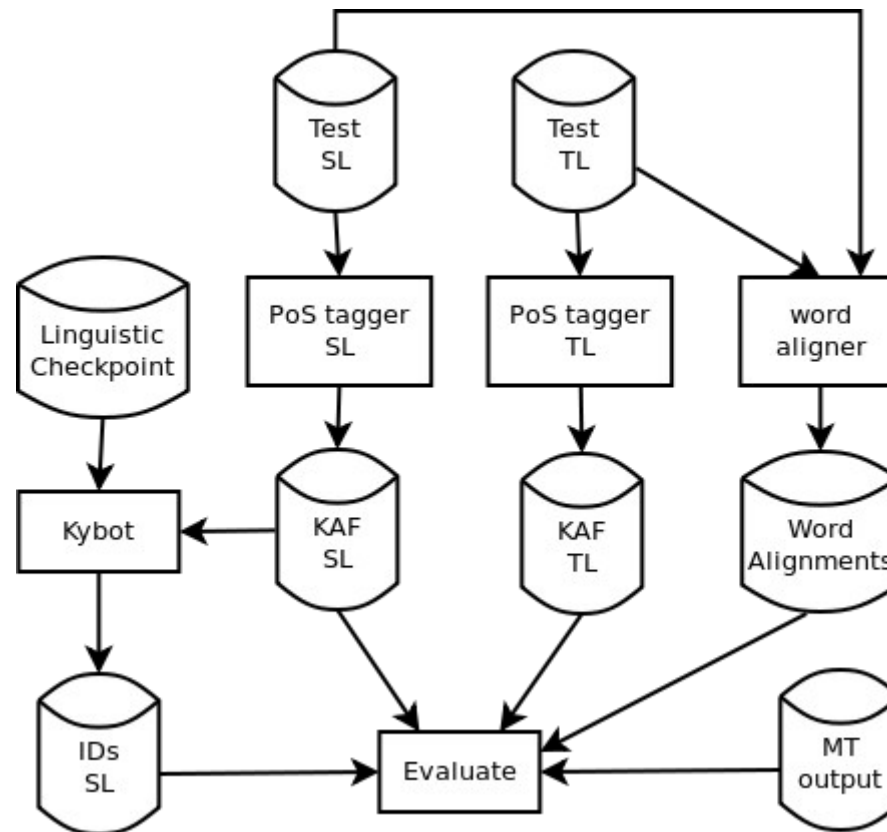 Test
SL
Test
TL
Linguistic
Checkpoint
PoS tagger
SL
PoS tagger
TL
word
aligner
Kybot
KAF
SL
KAF
TL
Word
Alignments
IDs
SL
Evaluate
MT
output